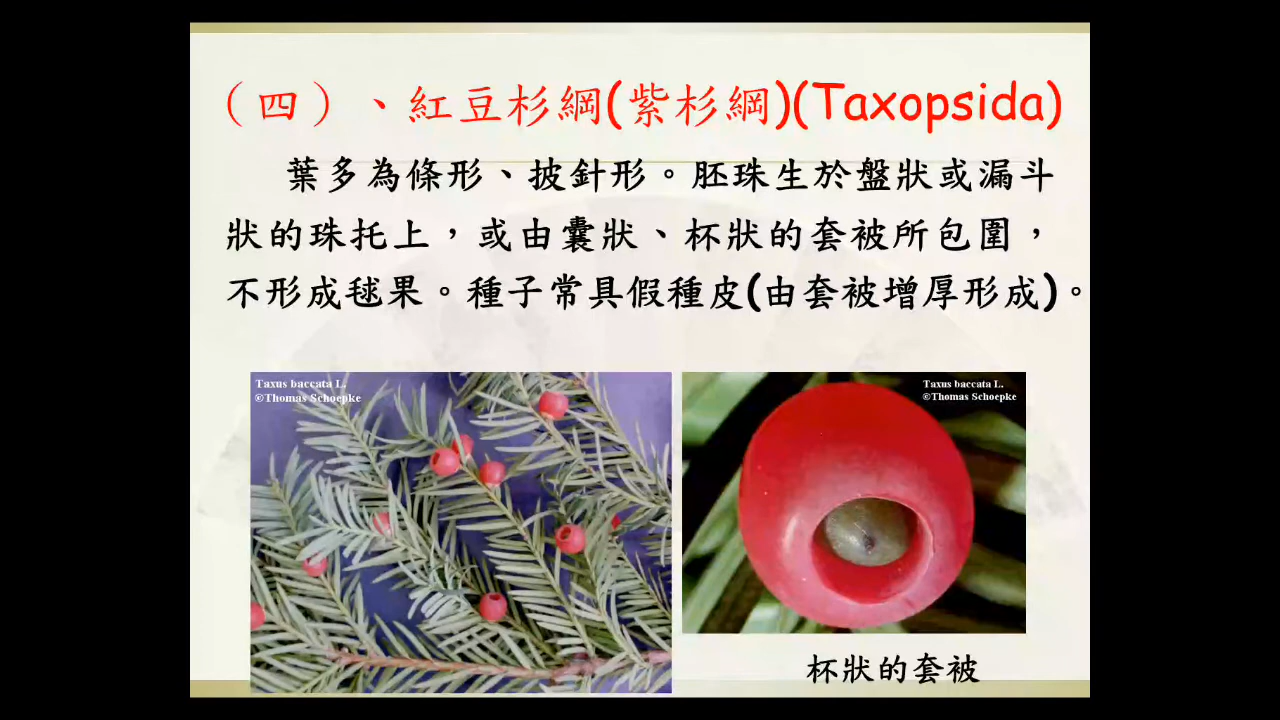 （四）、紅豆杉綱(紫杉綱)(Taxopsida)
葉多為條形、披針形。胚珠生於盤狀或漏斗
狀的珠托上，或由囊狀、杯狀的套被所包圍，
不形成毬果。種子常具假種皮(由套被增厚形成)。
Taxus baccata L.
©Thomas Schoepke
Taxus baccata L.
©Thomas Schoepke
杯狀的套被